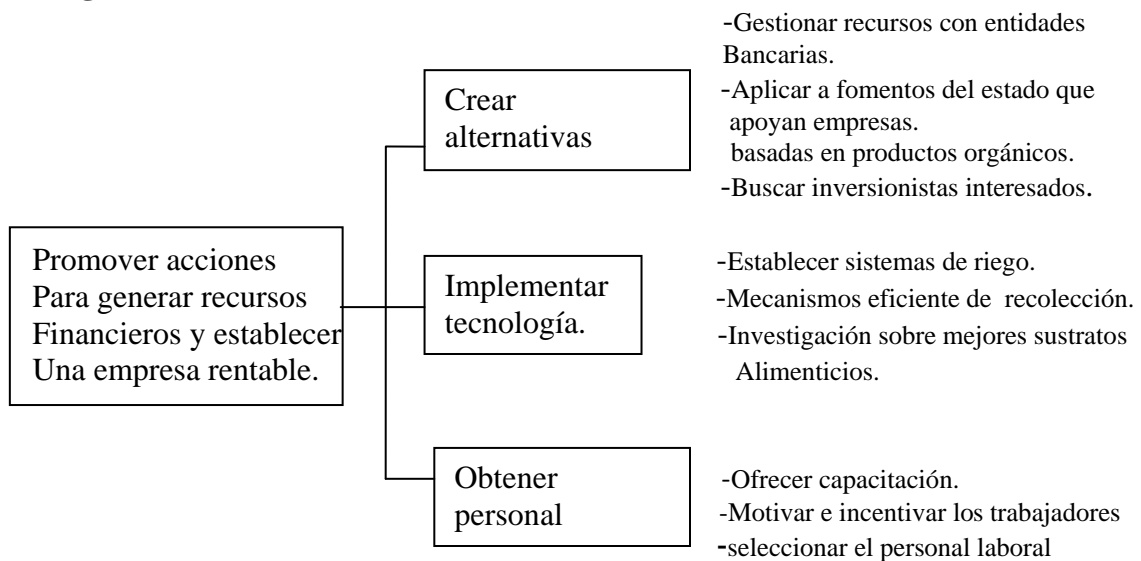 Promover acciones
Para generar recursos
Financieros y establecer
Una empresa rentable.
Crear
alternativas
-Gestionar recursos con entidades
Bancarias.
-Aplicar a fomentos del estado que
apoyan empresas.
basadas en productos orgánicos.
-Buscar inversionistas interesados.
Implementar
tecnología.
-Establecer sistemas de riego.
-Mecanismos eficiente de recolección.
-Investigación sobre mejores sustratos
Alimenticios.
Obtener
personal
-Ofrecer capacitación.
-Motivar e incentivar los trabajadores
-seleccionar el personal laboral